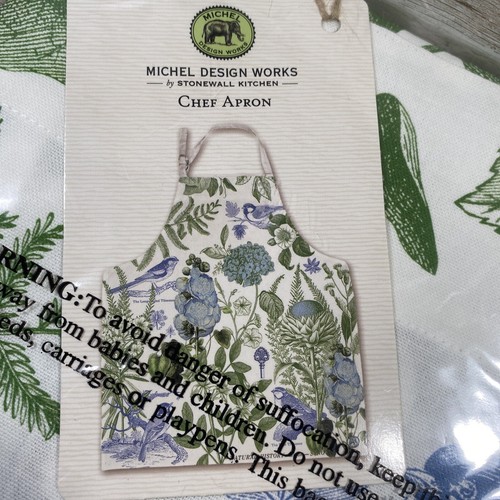 MICHEL
DESIGN WORKS
MICHEL DESIGN WORKS
by STONEWALL KITCHEN
CHEF APRON
RNING: To avoid danger of suffocation, keep
away from babies and children. Do not use
eds, carriages or playpens. This ba